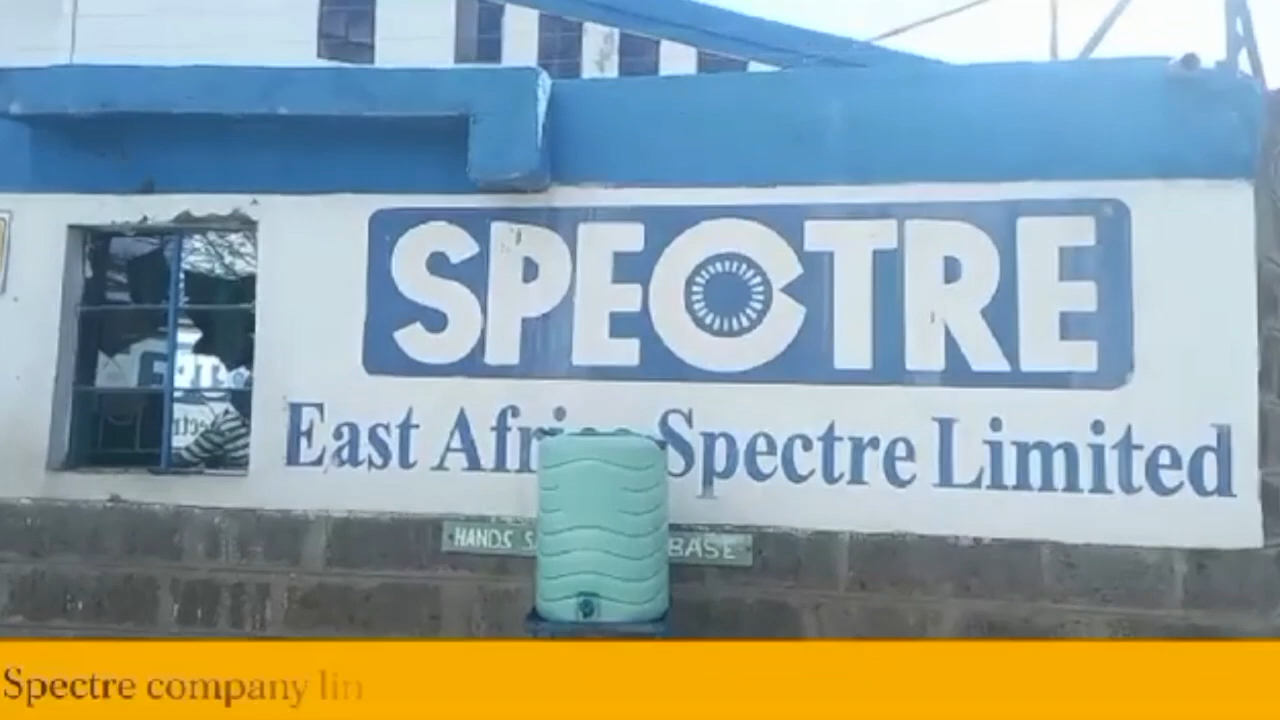 SPECTRE
East Afri Spectre Limited
HANDS S BASE
Spectre company lin